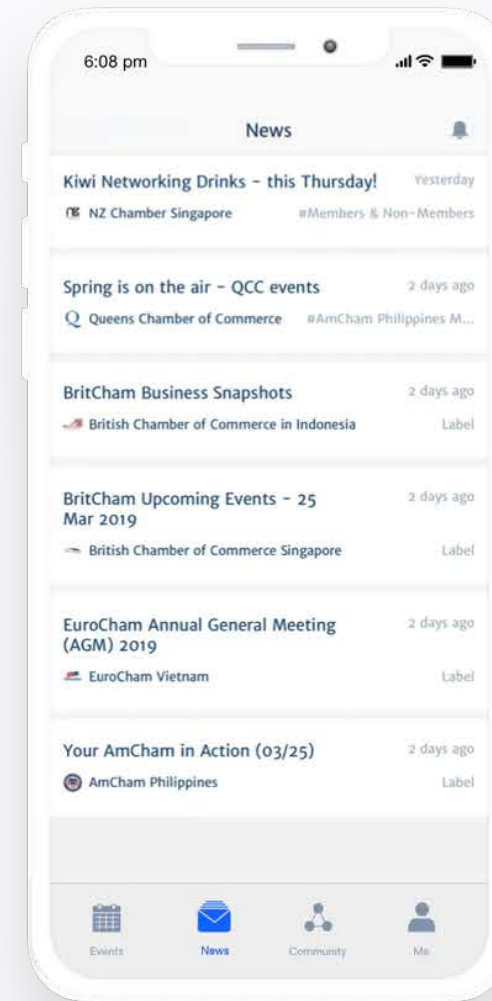 6:08 pm
News
Kiwi Networking Drinks - this Thursday!
Yesterday
NZ Chamber Singapore
#Members & Non-Members
Spring is on the air - QCC events
2 days ago
Q Queens Chamber of Commerce
#AmCham Philippines M...
BritCham Business Snapshots
2 days ago
British Chamber of Commerce in Indonesia
Label
BritCham Upcoming Events - 25
2 days ago
Mar 2019
British Chamber of Commerce Singapore
Label
EuroCham Annual General Meeting
2 days ago
(AGM) 2019
EuroCham Vietnam
Label
Your AmCham in Action (03/25)
2 days ago
AmCham Philippines
Label
Events
News
Community
Me